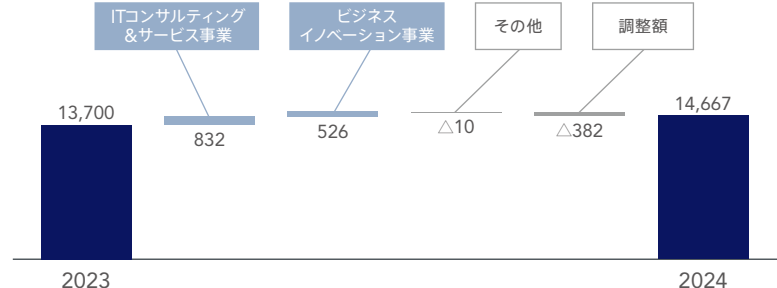 ITコンサルティング
&サービス事業
ビジネス
イノベーション事業
その他
調整額
13,700
832
526
△10
△382
14,667
2023
2024